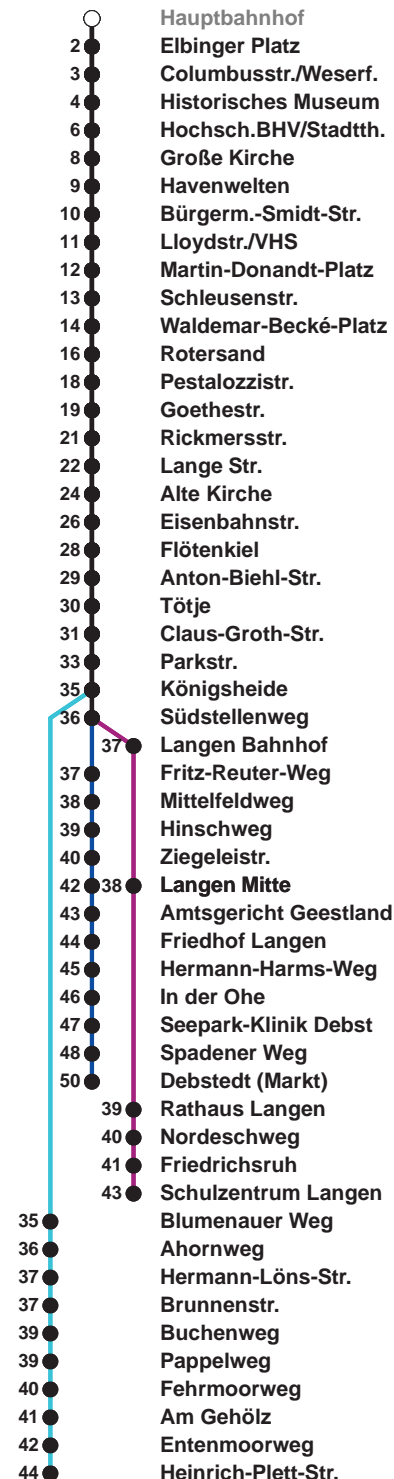 Hauptbahnhof
2 Elbinger Platz
3 Columbusstr./Weserf.
4 Historisches Museum
6 Hochsch.BHV/Stadtth.
8 Große Kirche
9 Havenwelten
10 Bürgerm.-Smidt-Str.
11 Lloydstr./VHS
12 Martin-Donandt-Platz
13 Schleusenstr.
14 Waldemar-Becké-Platz
16 Rotersand
18 Pestalozzistr.
19 Goethestr.
21 Rickmersstr.
22 Lange Str.
24 Alte Kirche
26 Eisenbahnstr.
28 Flötenkiel
29 Anton-Biehl-Str.
30 Tötje
31 Claus-Groth-Str.
33 Parkstr.
35 Königsheide
36 Südstellenweg
37 Langen Bahnhof
37 Fritz-Reuter-Weg
38 Mittelfeldweg
39 Hinschweg
40 Ziegeleistr.
42 38 Langen Mitte
43 Amtsgericht Geestland
44 Friedhof Langen
45 Hermann-Harms-Weg
46 In der Ohe
47 Seepark-Klinik Debst
48 Spadener Weg
50 Debstedt (Markt)
39 Rathaus Langen
40 Nordeschweg
41 Friedrichsruh
43 Schulzentrum Langen
35 Blumenauer Weg
36 Ahornweg
37 Hermann-Löns-Str.
37 Brunnenstr.
39 Buchenweg
39 Pappelweg
40 Fehrmoorweg
41 Am Gehölz
42 Entenmoorweg
44 Heinrich-Plett-Str.